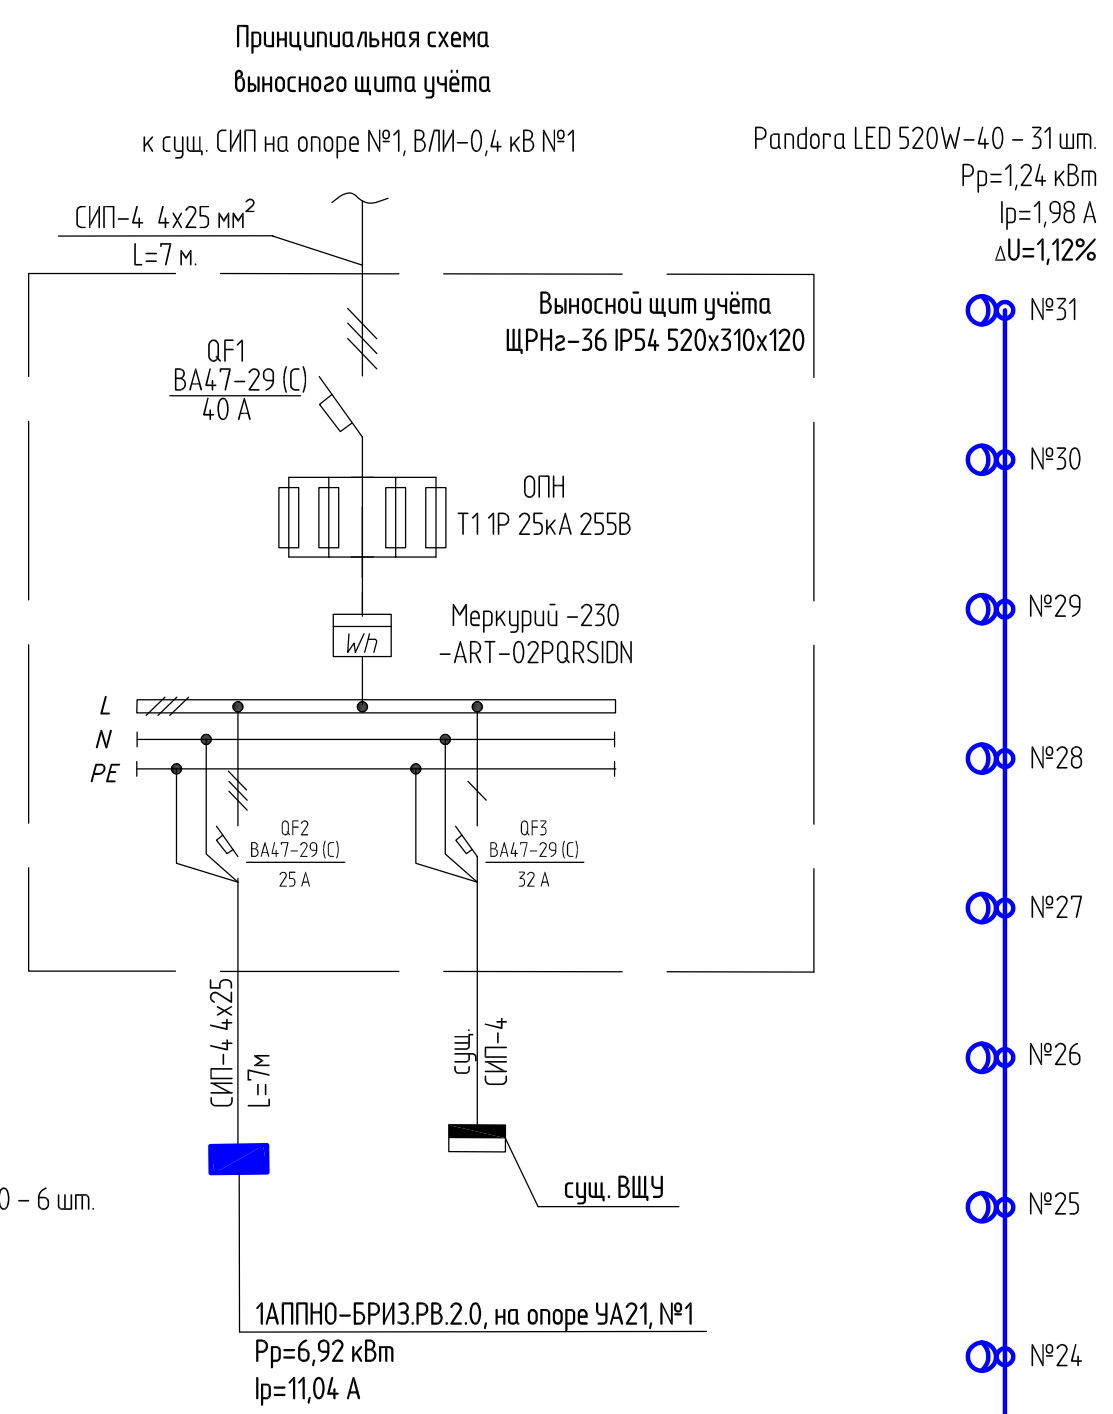 Принципиальная схема
выносного щита учёта
к сущ. СИП на опоре №1, ВЛИ-0,4 кВ №1
СИП-4 4х25 мм²
L=7 м.
Выносной щит учёта
ЩРНг-36 IP54 520х310х120
QF1
ВА47-29 (С)
40 А
ОПН
Т1 1Р 25кА 255В
Меркурий -230
-ART-02PQRSIDN
Wh
L
N
PE
QF2
ВА47-29 (С)
25 А
QF3
ВА47-29 (С)
32 А
СИП-4 4х25
L=7м
сущ.
СИП-4
сущ. ВЩУ
0 - 6 шт.
1АППНО-БРИЗ.РВ.2.0, на опоре УА21, №1
Рр=6,92 кВт
Iр=11,04 А
Pandora LED 520W-40 - 31 шт.
Рр=1,24 кВт
Iр=1,98 А
△U=1,12%
№31
№30
№29
№28
№27
№26
№25
№24